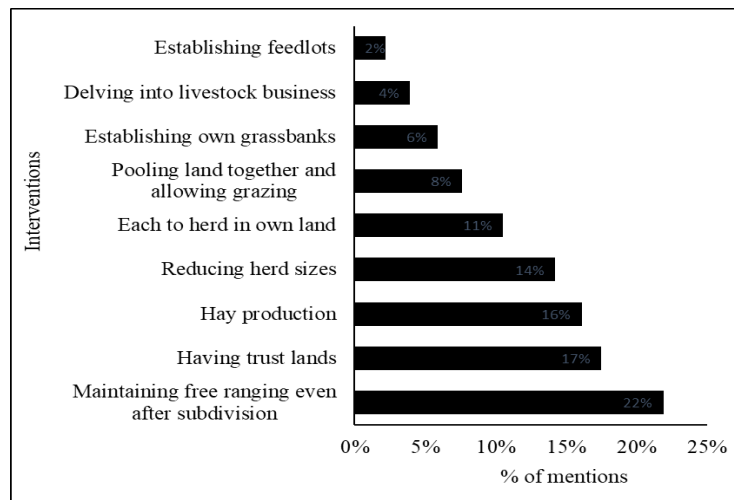 Establishing feedlots
2%
Delving into livestock business
4%
Establishing own grassbanks
6%
Pooling land together and
allowing grazing
8%
Each to herd in own land
11%
Reducing herd sizes
14%
Hay production
16%
Having trust lands
17%
Maintaining free ranging even
after subdivision
22%
Interventions
0% 5% 10% 15% 20% 25%
% of mentions